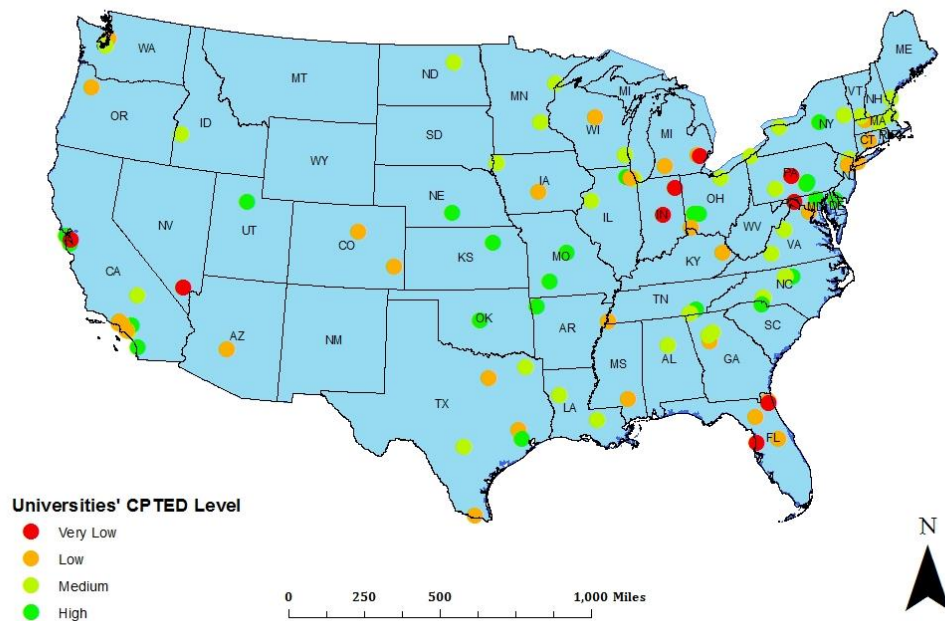 WA
MT
ND
MN
ME
VT
NH
OR
ID
SD
WI
MI
MI
NY
MA
CT
WY
IA
PA
NE
IL
IN
OH
NJ
NV
UT
CO
KS
MO
WV
VA
MD
DE
KY
CA
AZ
NM
OK
AR
TN
NC
SC
MS
AL
GA
TX
LA
FL
Universities' CPTED Level
Very Low
Low
Medium
High
0 250 500 1,000 Miles
N